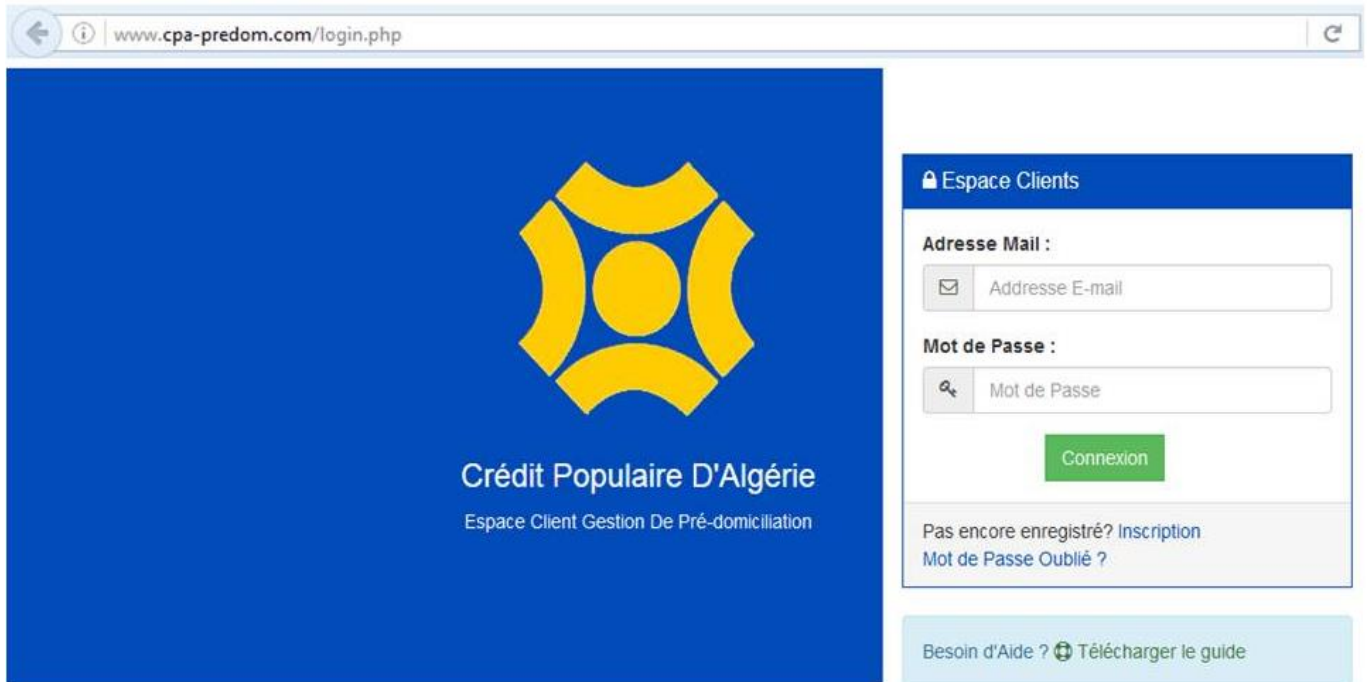 www.cpa-predom.com/login.php
Crédit Populaire D'Algérie
Espace Client Gestion De Pré-domiciliation
Espace Clients
Adresse Mail :
Addresse E-mail
Mot de Passe :
Mot de Passe
Connexion
Pas encore enregistré? Inscription
Mot de Passe Oublié ?
Besoin d'Aide ? Télécharger le guide